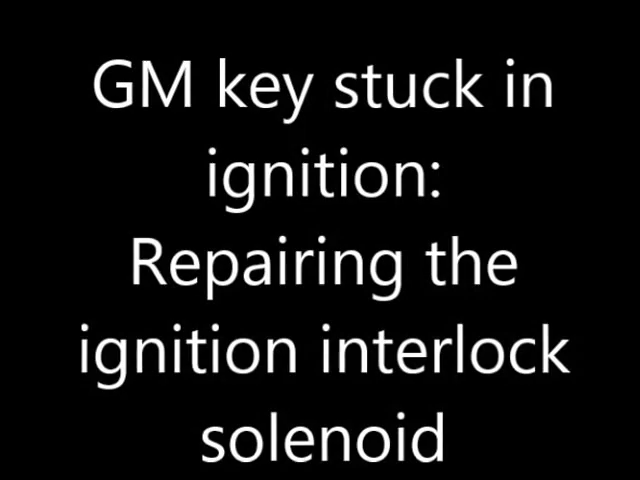 GM key stuck in
ignition:
Repairing the
ignition interlock
solenoid